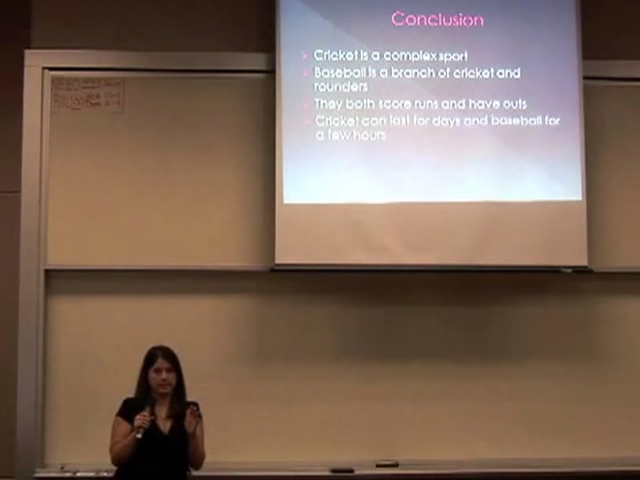 Conclusion
Cricket is a complex sport
Baseball is a branch of cricket and
rounders
They both score runs and have outs
Cricket can last for days and baseball for
a few hours